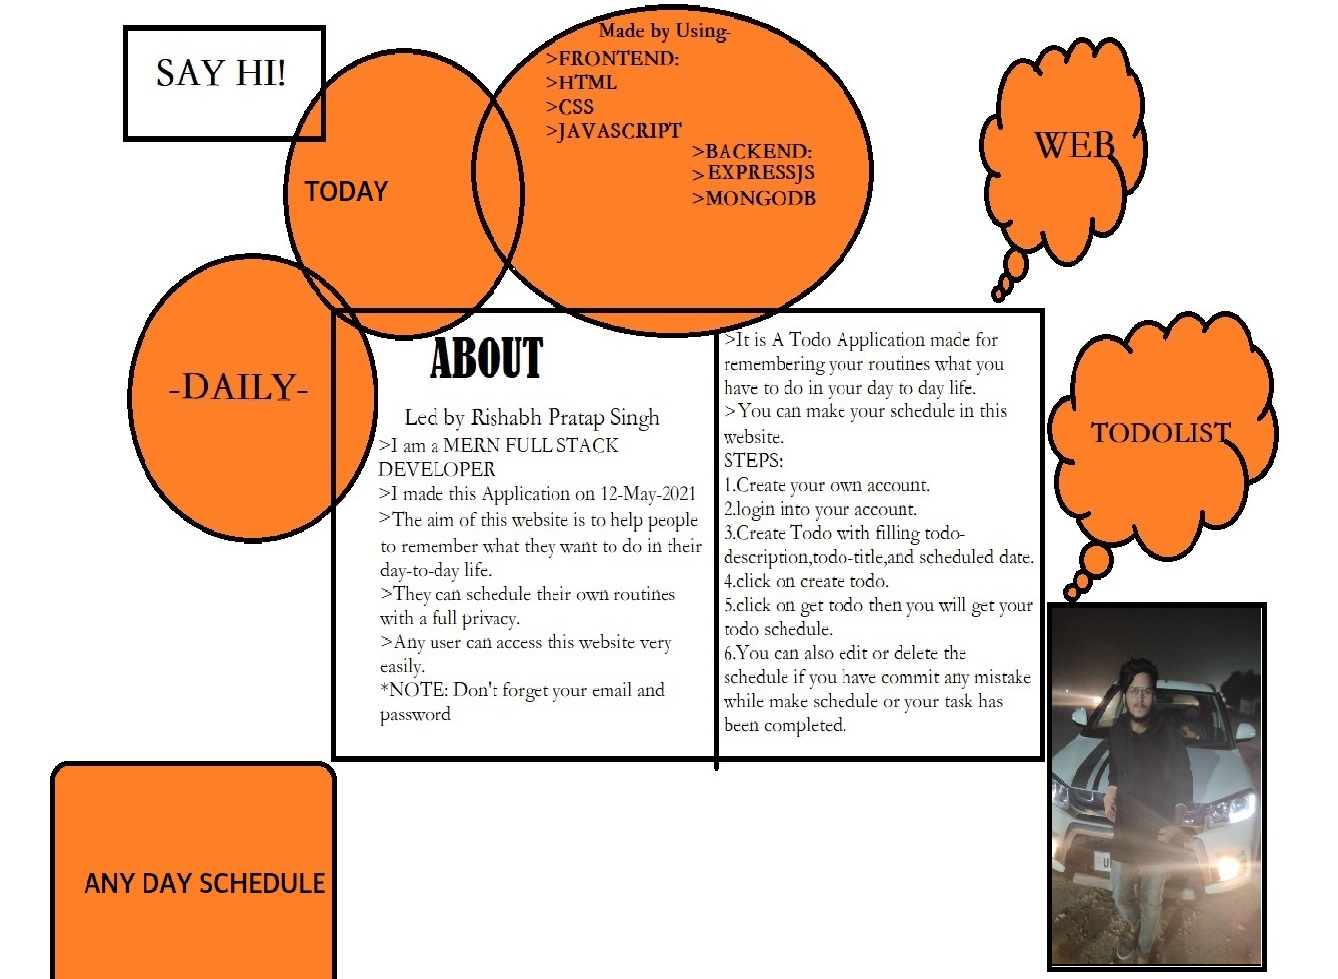 SAY HI!
Made by Using-
>FRONTEND:
>HTML
>CSS
>JAVASCRIPT
>BACKEND:
>EXPRESSJS
>MONGODB
WEB
TODAY
-DAILY-
TODOLIST
ABOUT
Led by Rishabh Pratap Singh
>I am a MERN FULL STACK
DEVELOPER
>I made this Application on 12-May-2021
>The aim of this website is to help people
to remember what they want to do in their
day-to-day life.
>They can schedule their own routines
with a full privacy.
>Any user can access this website very
easily.
*NOTE: Don't forget your email and
password
>It is A Todo Application made for
remembering your routines what you
have to do in your day to day life.
>You can make your schedule in this
website.
STEPS:
1.Create your own account.
2.login into your account.
3.Create Todo with filling todo-
description,todo-title,and scheduled date.
4.click on create todo.
5.click on get todo then you will get your
todo schedule.
6.You can also edit or delete the
schedule if you have commit any mistake
while make schedule or your task has
been completed.
ANY DAY SCHEDULE